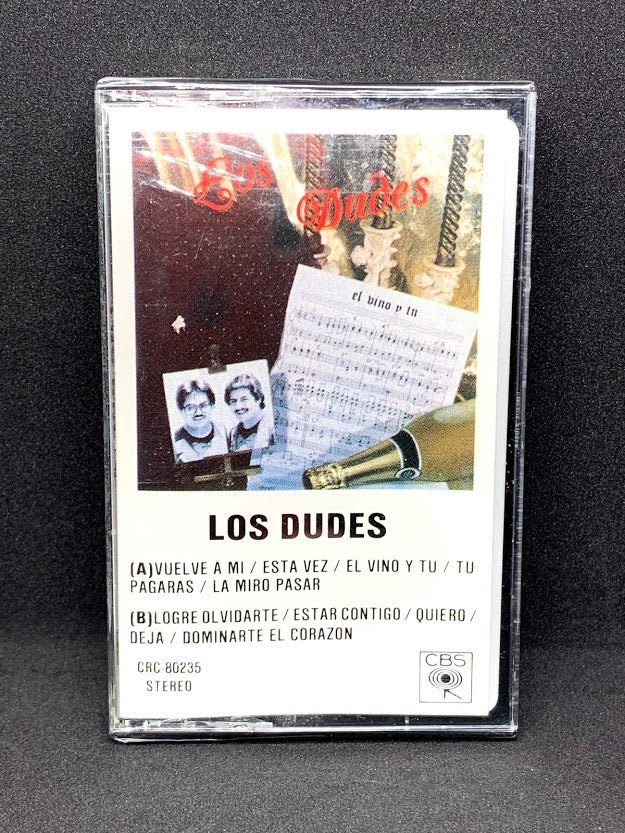 Los Dudes
el vino y tu
LOS DUDES
(A)VUELVE A MI / ESTA VEZ / EL VINO Y TU / TU
PAGARAS / LA MIRO PASAR
(B)LOGRE OLVIDARTE / ESTAR CONTIGO / QUIERO /
DEJA / DOMINARTE EL CORAZON
CRC-80235
STEREO
CBS